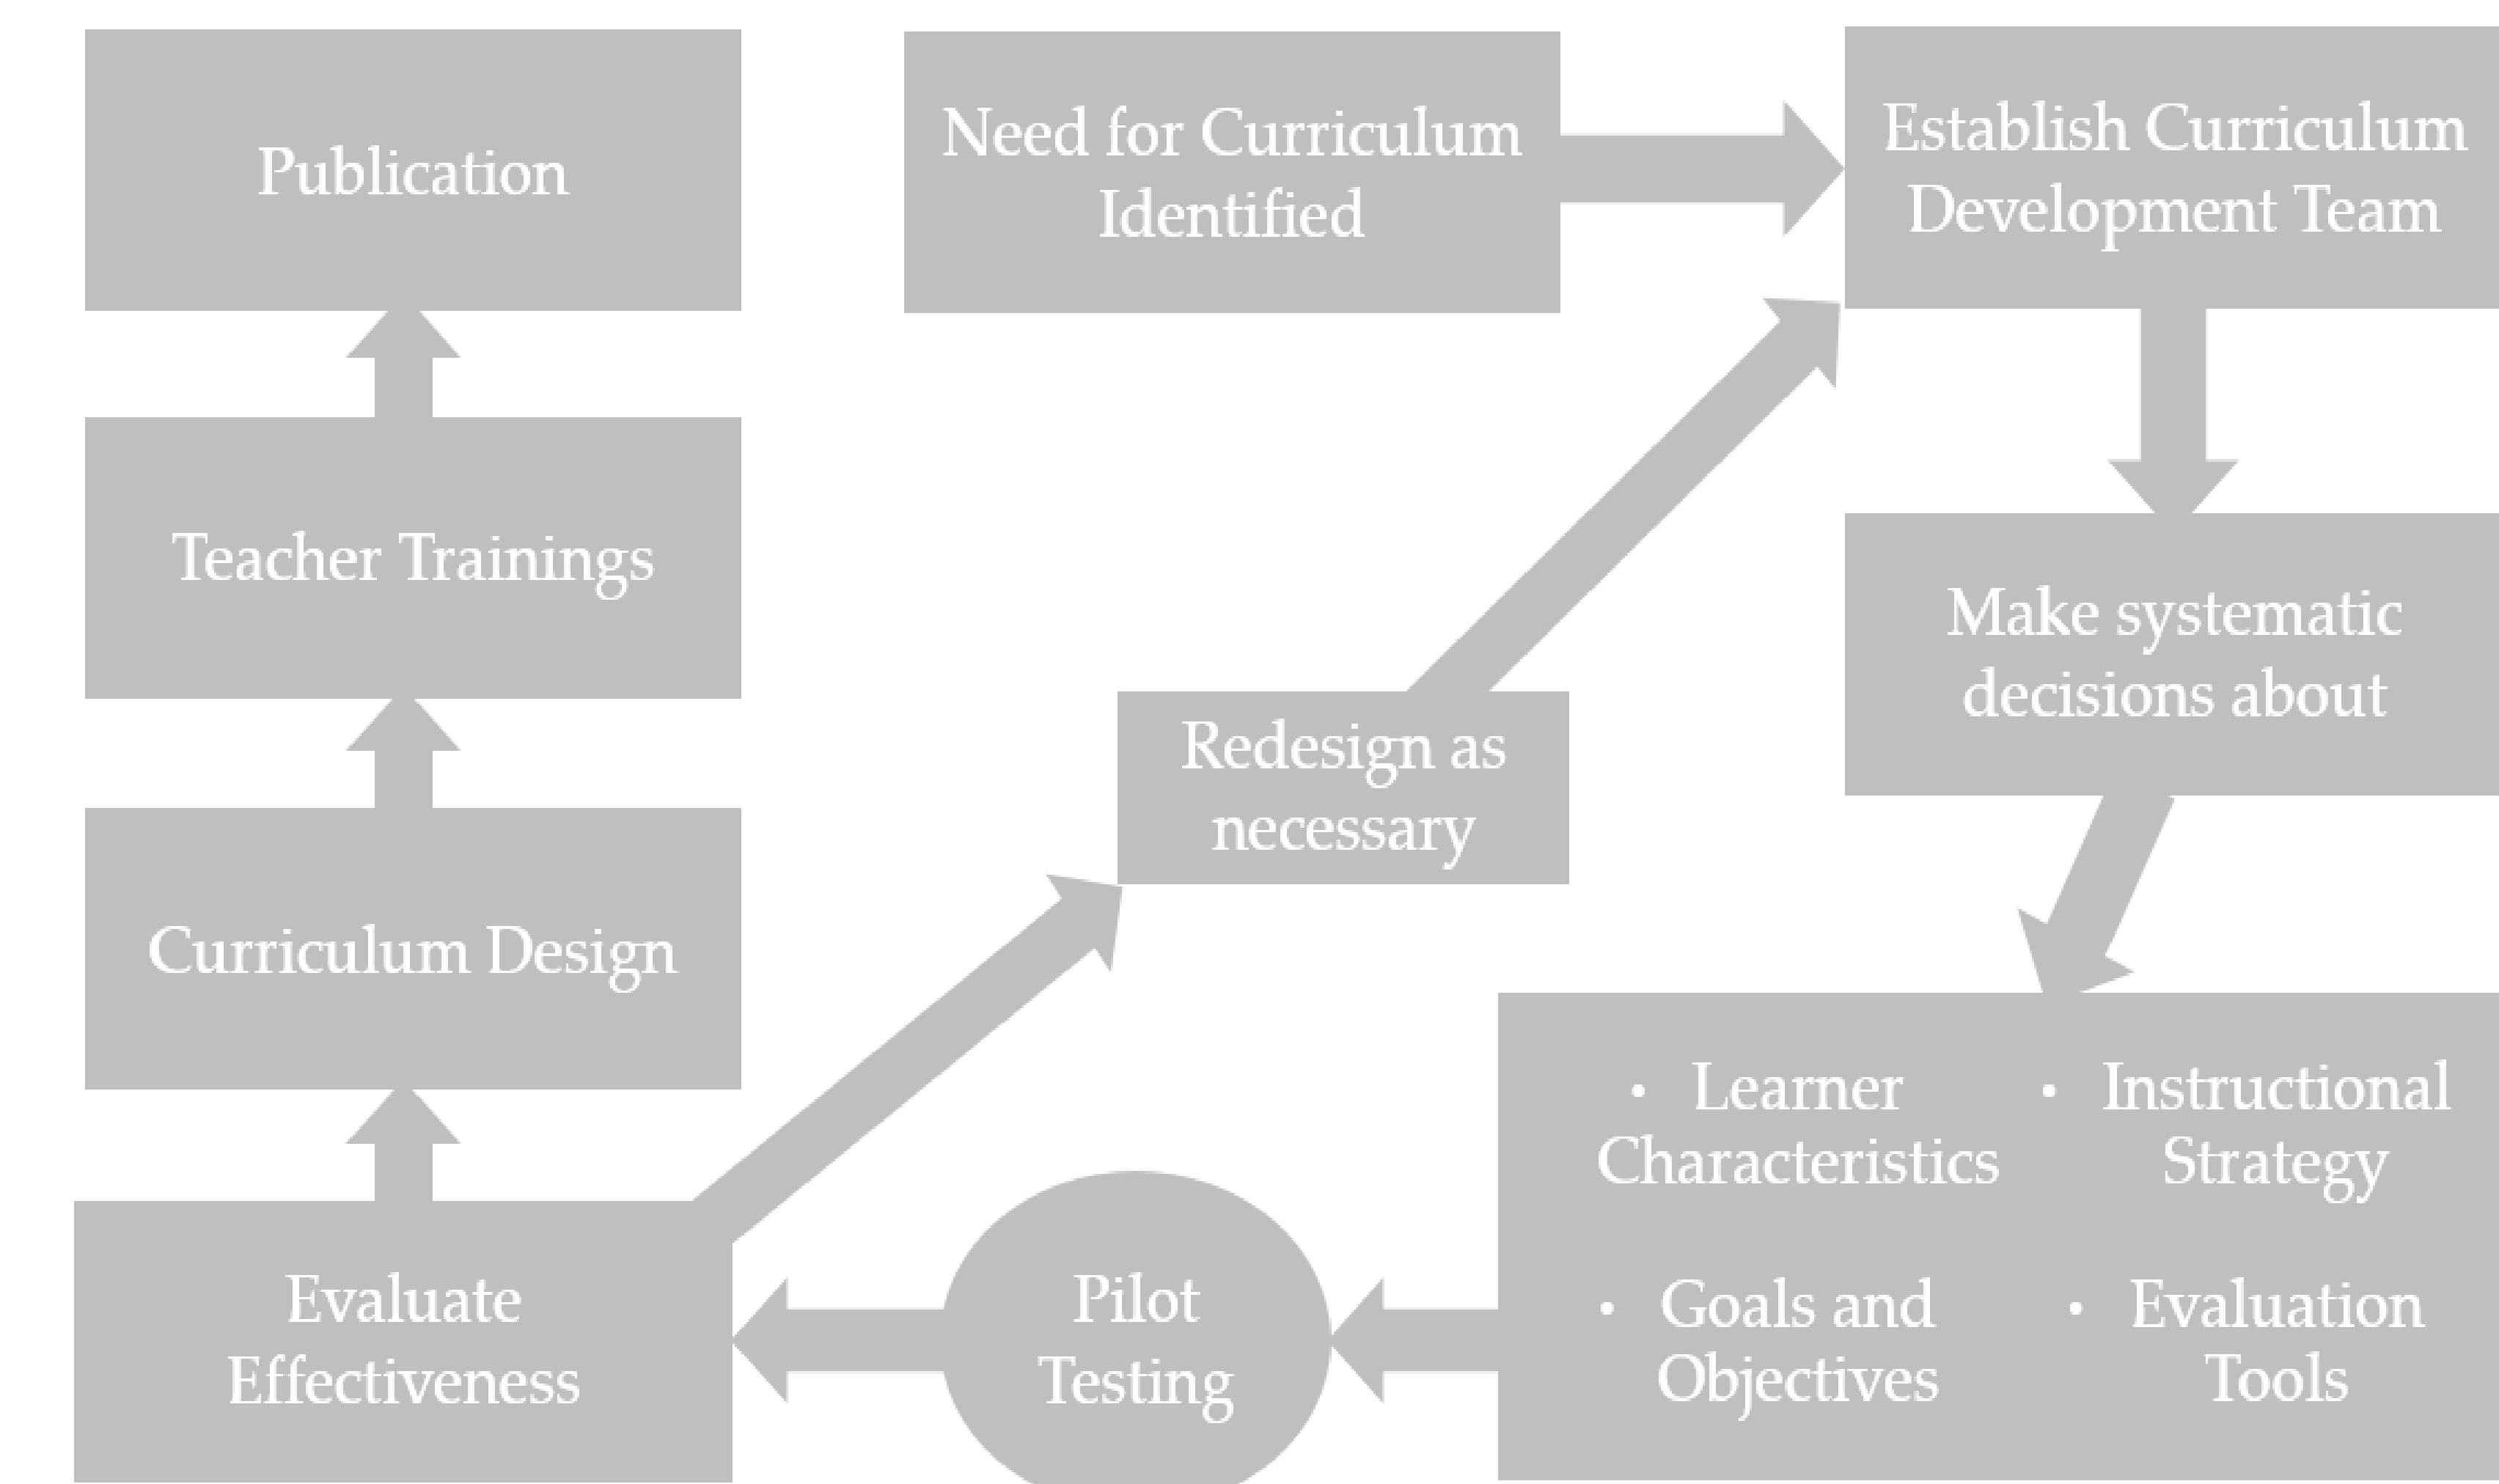 Publication
Need for Curriculum
Identified
Establish Curriculum
Development Team
Teacher Trainings
Make systematic
decisions about
Redesign as
necessary
Curriculum Design
• Learner
Characteristics
• Instructional
Strategy
• Goals and
Objectives
• Evaluation
Tools
Pilot
Testing
Evaluate
Effectiveness